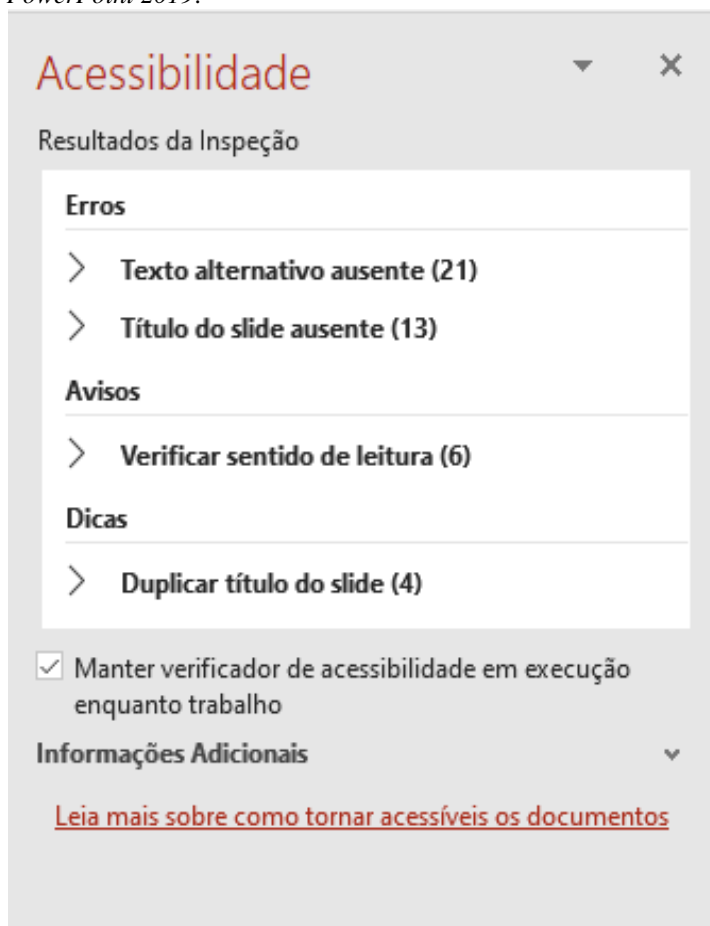 PowerPoint 2019.
Acessibilidade
Resultados da Inspeção
Erros
Texto alternativo ausente (21)
Título do slide ausente (13)
Avisos
Verificar sentido de leitura (6)
Dicas
Duplicar título do slide (4)
Manter verificador de acessibilidade em execução
enquanto trabalho
Informações Adicionais
Leia mais sobre como tornar acessíveis os documentos